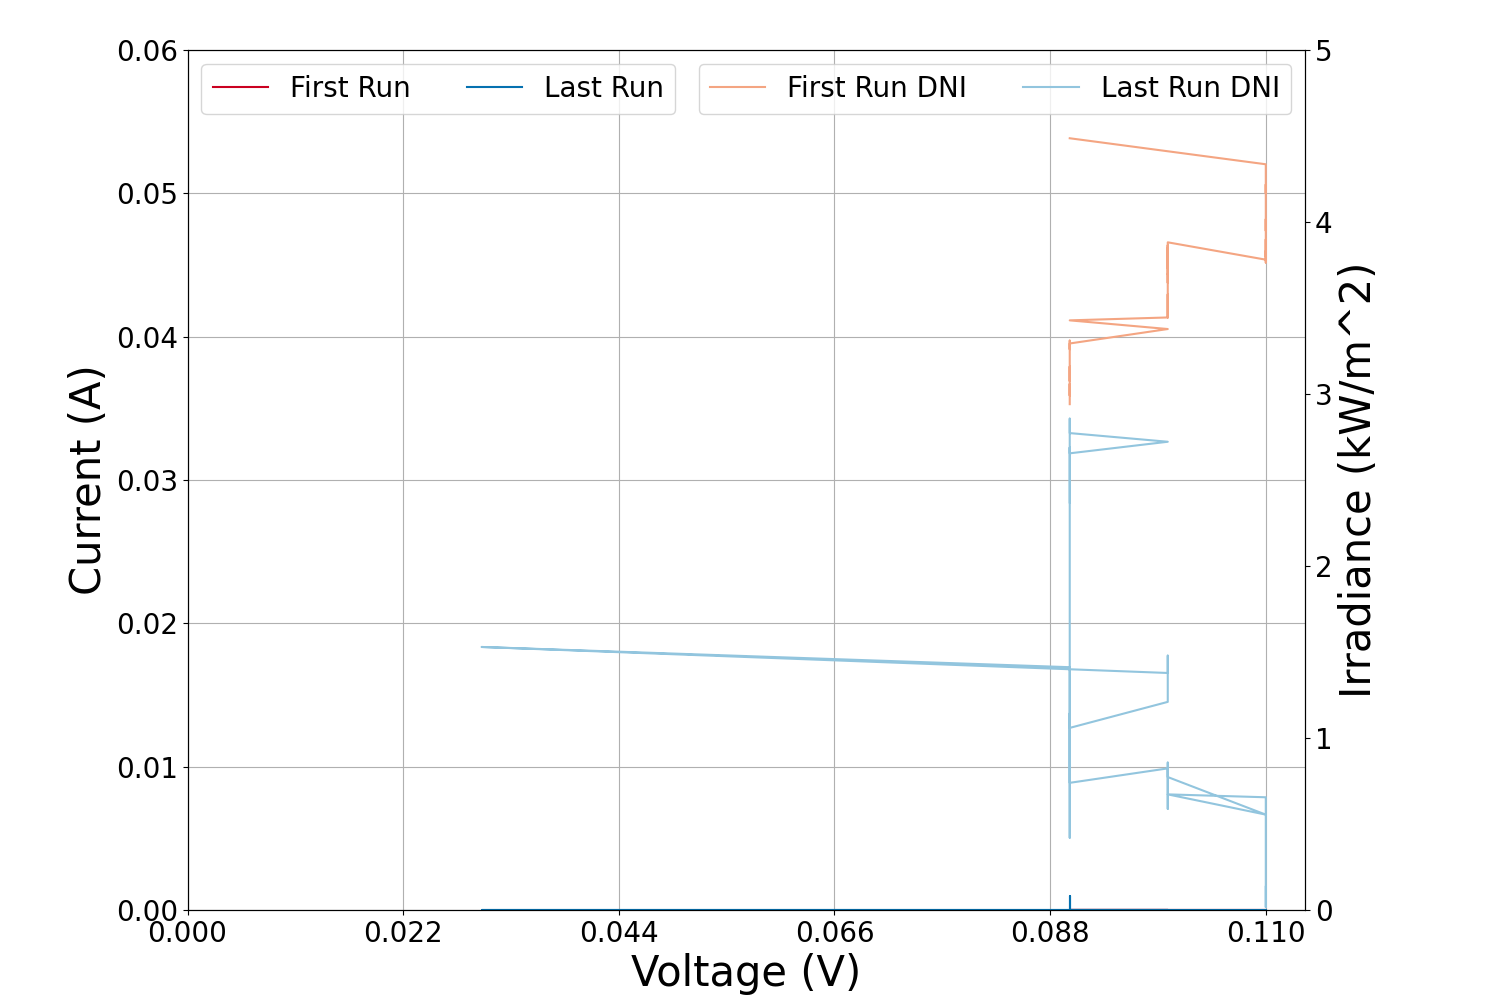 First Run
Last Run
First Run DNI
Last Run DNI
0.06
0.05
0.04
0.03
0.02
0.01
0.00
Current (A)
5
4
3
2
1
0
Irradiance (kW/m^2)
0.000 0.022 0.044 0.066 0.088 0.110
Voltage (V)